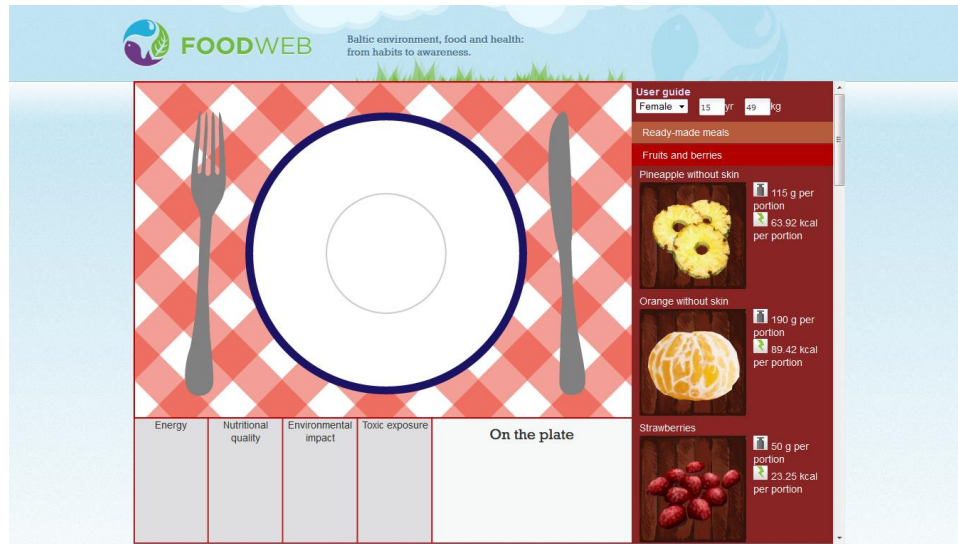 FOODWEB
Baltic environment, food and health:
from habits to awareness.
User guide
Female 15 yr 49 kg
Ready-made meals
Fruits and berries
Pineapple without skin
115 g per
portion
63.92 kcal
per portion
Orange without skin
190 g per
portion
89.42 kcal
per portion
Strawberries
50 g per
portion
23.25 kcal
per portion
Energy
Nutritional
quality
Environmental
impact
Toxic exposure
On the plate